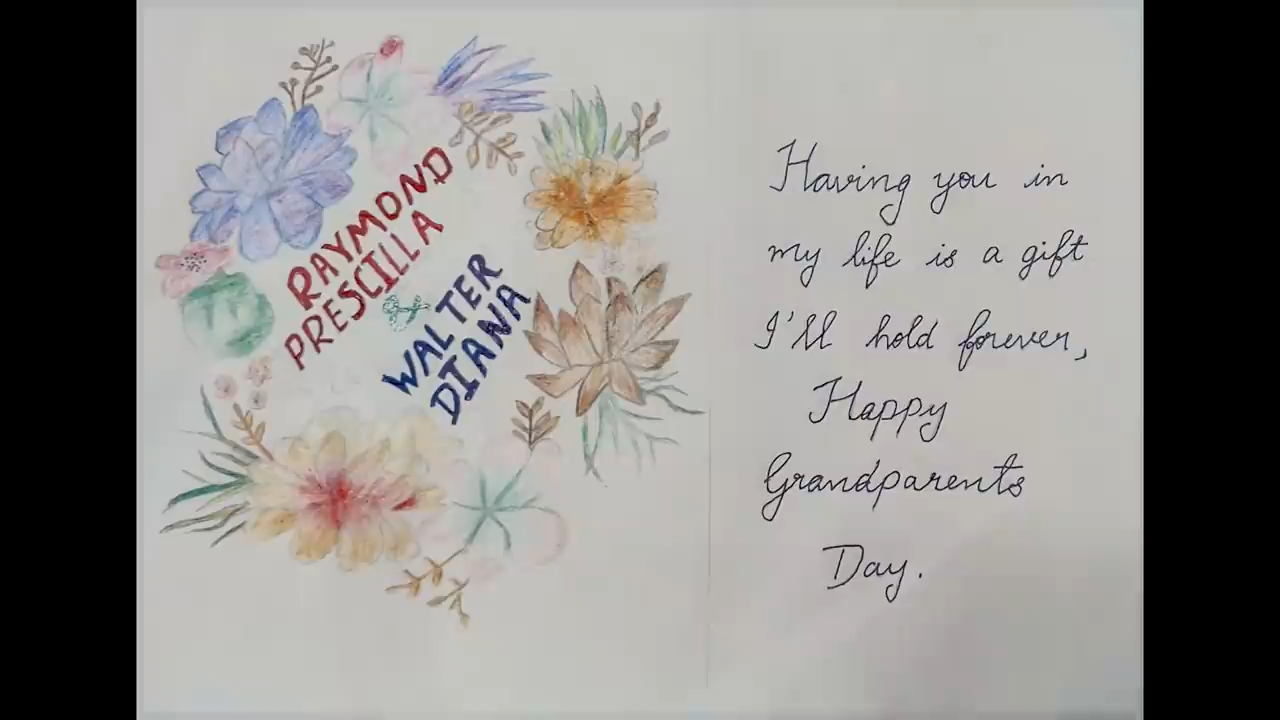 RAYMOND
PRESCILLA
&
WALTER
DIANA
Having you in
my life is a gift
I'll hold forever,
Happy
Grandparents
Day.